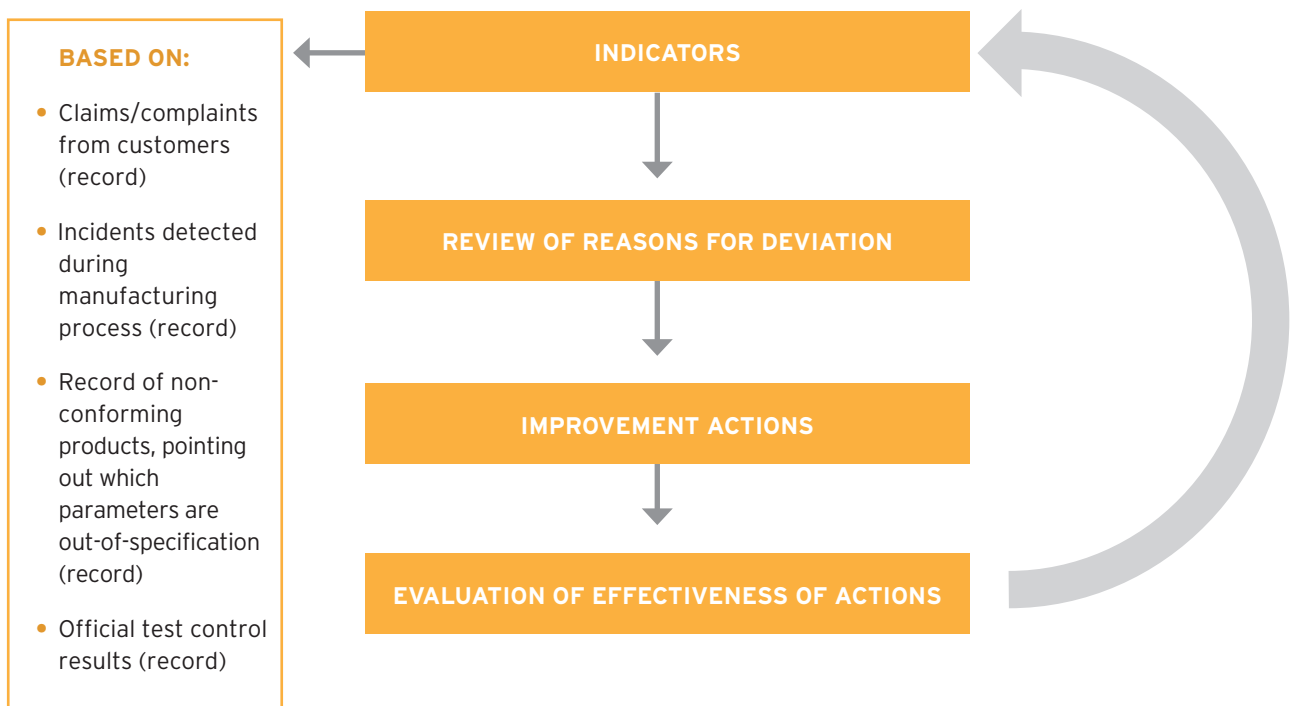 BASED ON:
• Claims/complaints
from customers
(record)
• Incidents detected
during
manufacturing
process (record)
• Record of non-
conforming
products, pointing
out which
parameters are
out-of-specification
(record)
• Official test control
results (record)
INDICATORS
REVIEW OF REASONS FOR DEVIATION
IMPROVEMENT ACTIONS
EVALUATION OF EFFECTIVENESS OF ACTIONS